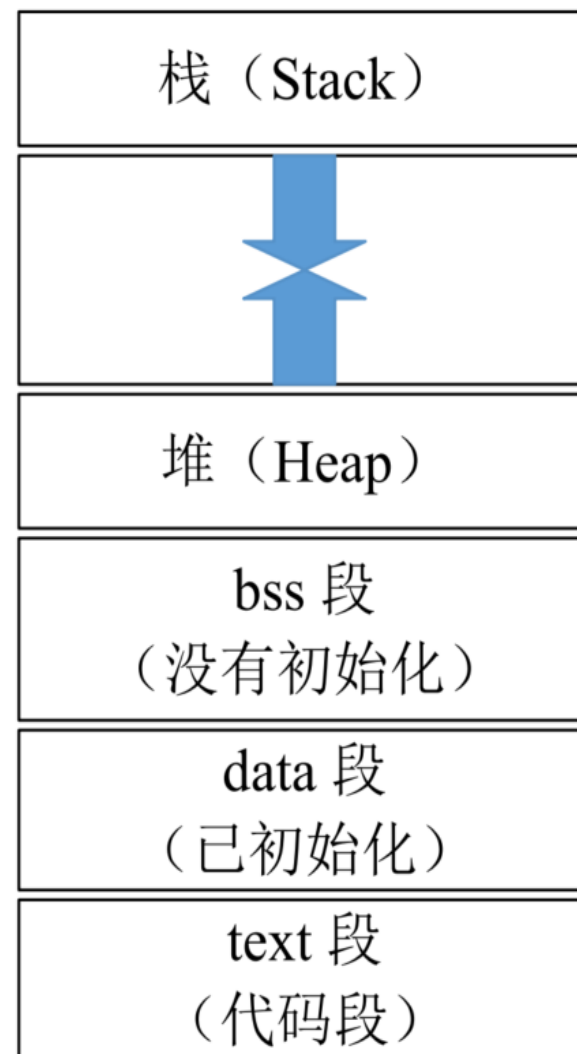 栈（Stack）
堆（Heap）
bss 段
（没有初始化）
data 段
（已初始化）
text 段
（代码段）